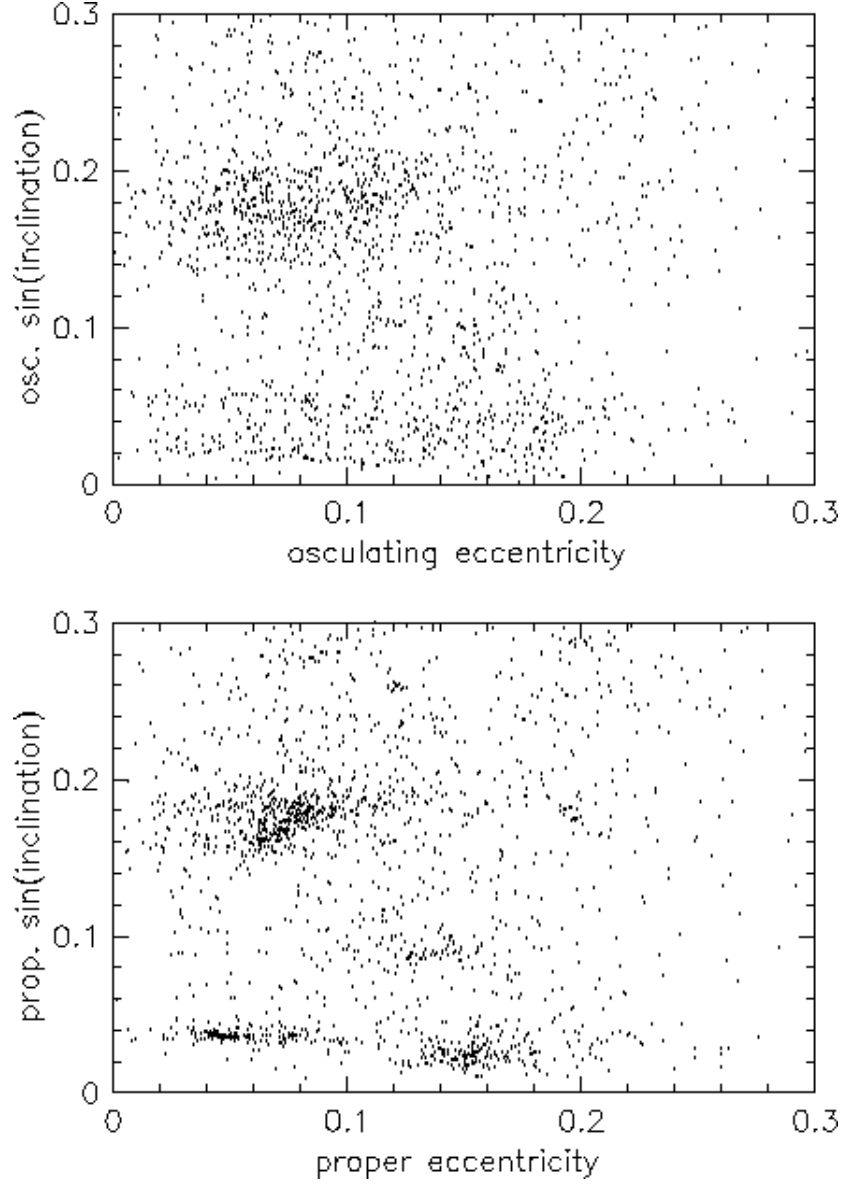 0.3
0.2
0.1
0
osc. sin(inclination)
0 0.1 0.2 0.3
osculating eccentricity
0.3
0.2
0.1
0
prop. sin(inclination)
0 0.1 0.2 0.3
proper eccentricity